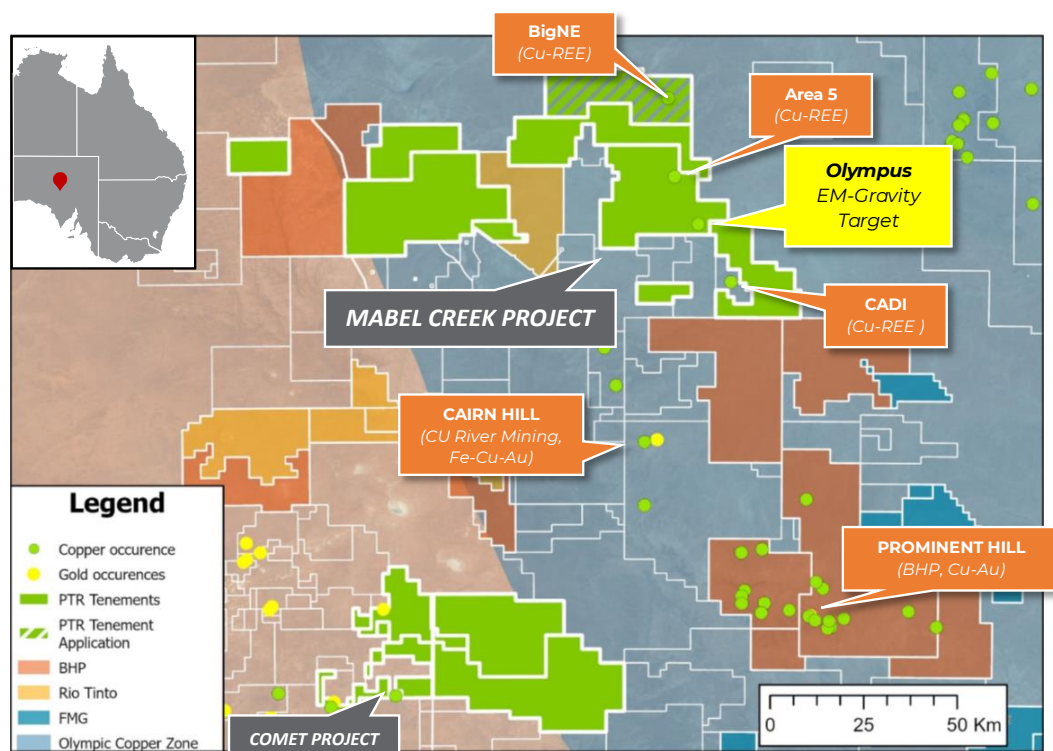 BigNE
(Cu-REE)
Area 5
(Cu-REE)
Olympus
EM-Gravity
Target
MABEL CREEK PROJECT
CADI
(Cu-REE )
CAIRN HILL
(CU River Mining,
Fe-Cu-Au)
PROMINENT HILL
(BHP, Cu-Au)
Legend
Copper occurence
Gold occurences
PTR Tenements
PTR Tenement
Application
BHP
Rio Tinto
FMG
Olympic Copper Zone
COMET PROJECT
0 25 50 Km